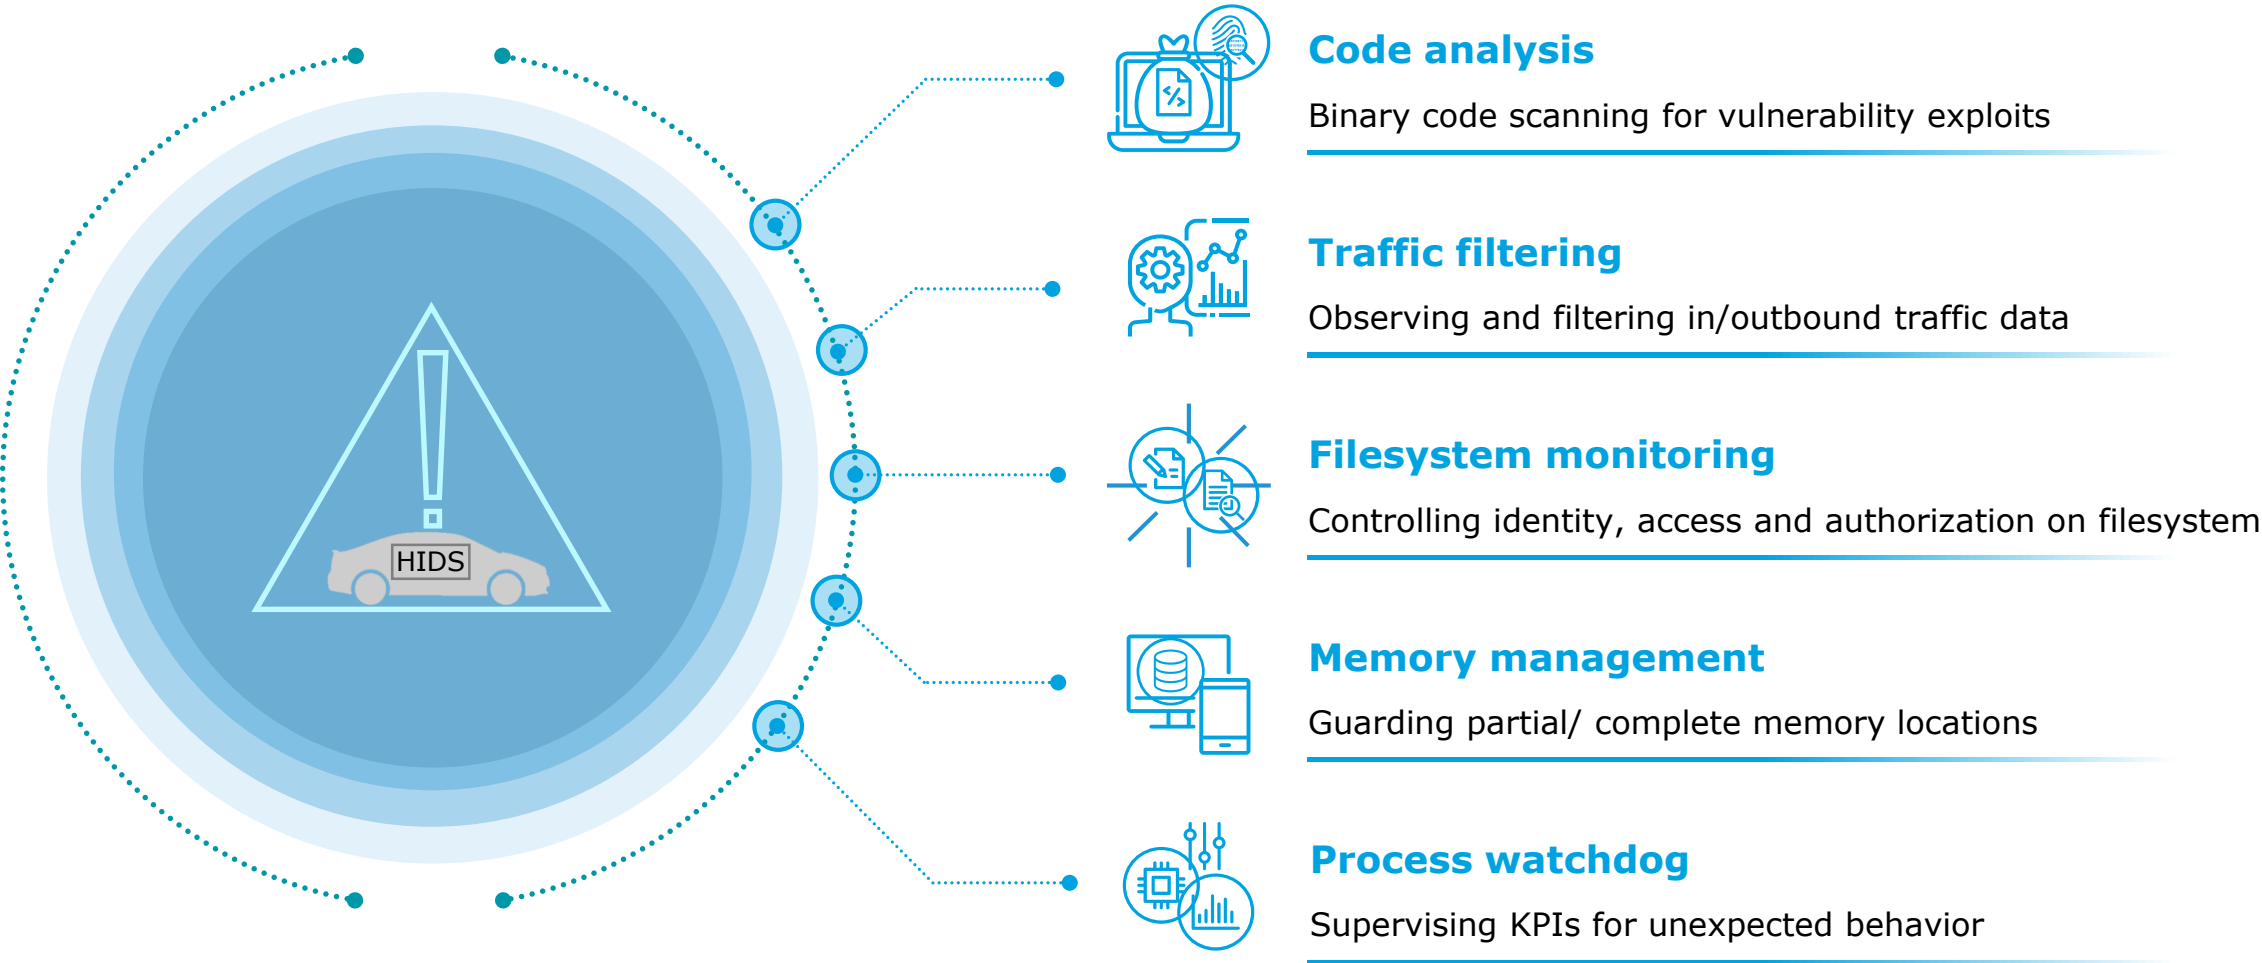 Code analysis
Binary code scanning for vulnerability exploits
Traffic filtering
Observing and filtering in/outbound traffic data
Filesystem monitoring
Controlling identity, access and authorization on filesystem
HIDS
Memory management
Guarding partial/ complete memory locations
Process watchdog
Supervising KPIs for unexpected behavior